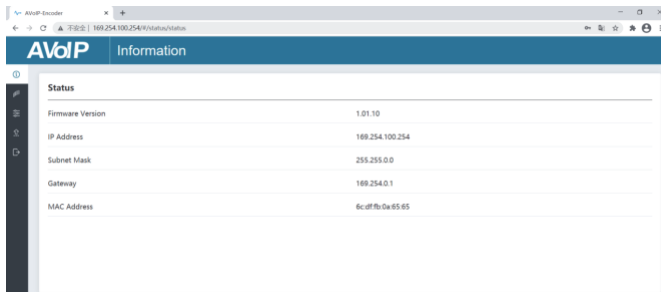 AVoIP-Encoder
不安全 | 169.254.100.254/#/status/status
AVoIP Information
Status
Firmware Version 1.01.10
IP Address 169.254.100.254
Subnet Mask 255.255.0.0
Gateway 169.254.0.1
MAC Address 6c:df:fb:0a:65:65